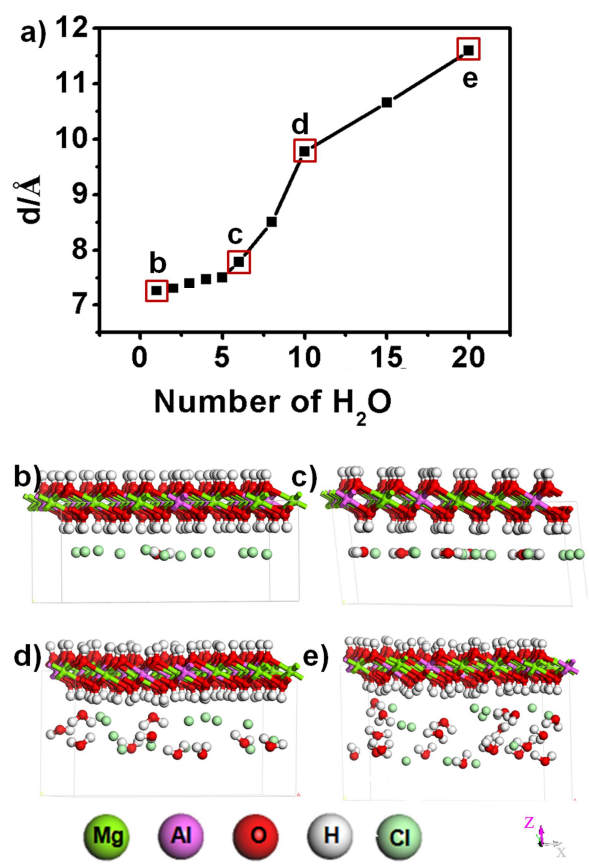 a)
12
11
10
9
8
7
d/Å
b
c
d
e
0 5 10 15 20
Number of H₂O
b)
c)
d)
e)
Mg Al O H Cl
Z
X